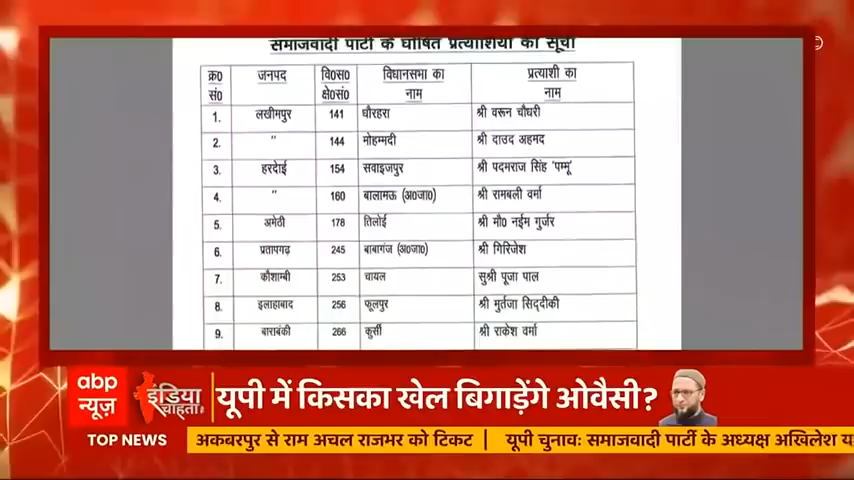 समाजवादी पार्टी के घोषित प्रत्याशियों की सूची
क्र0 सं0 जनपद वि0स0 क्षे0सं0 विधानसभा का नाम प्रत्याशी का नाम
1. लखीमपुर 141 धौरहरा श्री वरून चौधरी
2. " 144 मोहम्मदी श्री दाउद अहमद
3. हरदोई 154 सवाइजपुर श्री पदमराज सिंह 'पम्मू'
4. " 160 बालामऊ (अ0जा0) श्री रामबली वर्मा
5. अमेठी 178 तिलोई श्री मौ0 नईम गुर्जर
6. प्रतापगढ़ 245 बाबागंज (अ0जा0) श्री गिरिजेश
7. कौशाम्बी 253 चायल सुश्री पूजा पाल
8. इलाहाबाद 256 फूलपुर श्री मुर्तजा सिद्दीकी
9. बाराबंकी 266 कुर्सी श्री राकेश वर्मा
abp न्यूज़
इंडिया चाहता है
यूपी में किसका खेल बिगाड़ेंगे ओवैसी?
TOP NEWS
अकबरपुर से राम अचल राजभर को टिकट | यूपी चुनावः समाजवादी पार्टी के अध्यक्ष अखिलेश